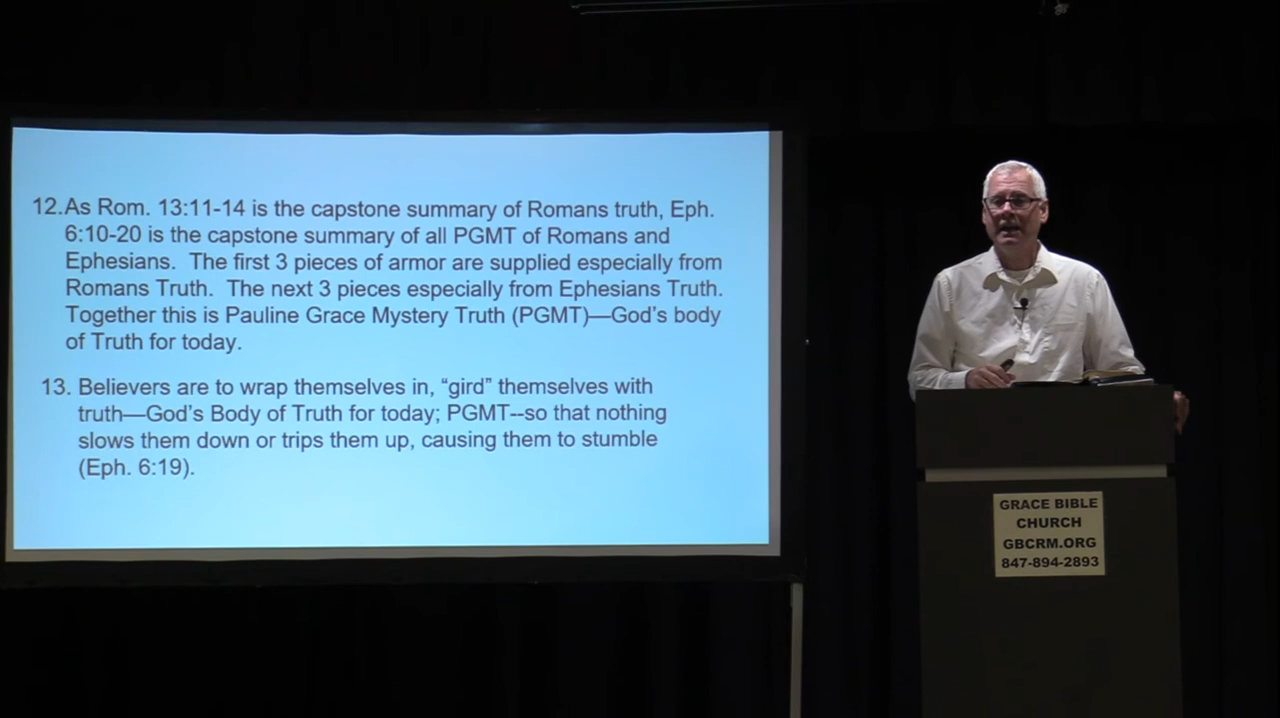 12.As Rom. 13:11-14 is the capstone summary of Romans truth, Eph.
6:10-20 is the capstone summary of all PGMT of Romans and
Ephesians.  The first 3 pieces of armor are supplied especially from
Romans Truth.  The next 3 pieces especially from Ephesians Truth.
Together this is Pauline Grace Mystery Truth (PGMT)—God's body
of Truth for today.
13. Believers are to wrap themselves in, “gird” themselves with
truth—God's Body of Truth for today; PGMT--so that nothing
slows them down or trips them up, causing them to stumble
(Eph. 6:19).
GRACE BIBLE
CHURCH
GBCRM.ORG
847-894-2893